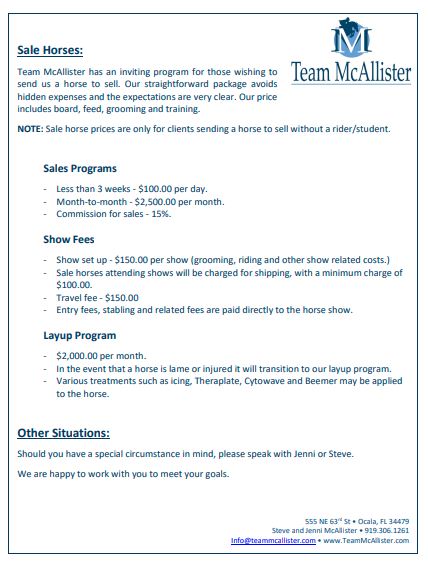 Team McAllister
Sale Horses:
Team McAllister has an inviting program for those wishing to
send us a horse to sell. Our straightforward package avoids
hidden expenses and the expectations are very clear. Our price
includes board, feed, grooming and training.
NOTE: Sale horse prices are only for clients sending a horse to sell without a rider/student.
Sales Programs
- Less than 3 weeks - $100.00 per day.
- Month-to-month - $2,500.00 per month.
- Commission for sales - 15%.
Show Fees
- Show set up - $150.00 per show (grooming, riding and other show related costs.)
- Sale horses attending shows will be charged for shipping, with a minimum charge of
$100.00.
- Travel fee - $150.00
- Entry fees, stabling and related fees are paid directly to the horse show.
Layup Program
- $2,000.00 per month.
- In the event that a horse is lame or injured it will transition to our layup program.
- Various treatments such as icing, Theraplate, Cytowave and Beemer may be applied
to the horse.
Other Situations:
Should you have a special circumstance in mind, please speak with Jenni or Steve.
We are happy to work with you to meet your goals.
555 NE 63rd St • Ocala, FL 34479
Steve and Jenni McAllister • 919.306.1261
Info@teammcallister.com • www.TeamMcAllister.com